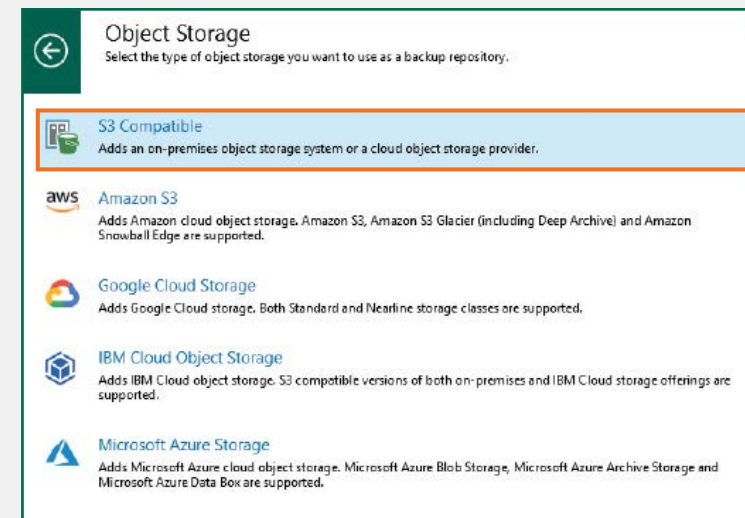 Object Storage
Select the type of object storage you want to use as a backup repository.
S3 Compatible
Adds an on-premises object storage system or a cloud object storage provider.
aws
Amazon S3
Adds Amazon cloud object storage. Amazon S3, Amazon S3 Glacier (including Deep Archive) and Amazon
Snowball Edge are supported.
Google Cloud Storage
Adds Google Cloud storage. Both Standard and Nearline storage classes are supported.
IBM Cloud Object Storage
Adds IBM Cloud object storage. S3 compatible versions of both on-premises and IBM Cloud storage offerings are
supported.
Microsoft Azure Storage
Adds Microsoft Azure cloud object storage. Microsoft Azure Blob Storage, Microsoft Azure Archive Storage and
Microsoft Azure Data Box are supported.